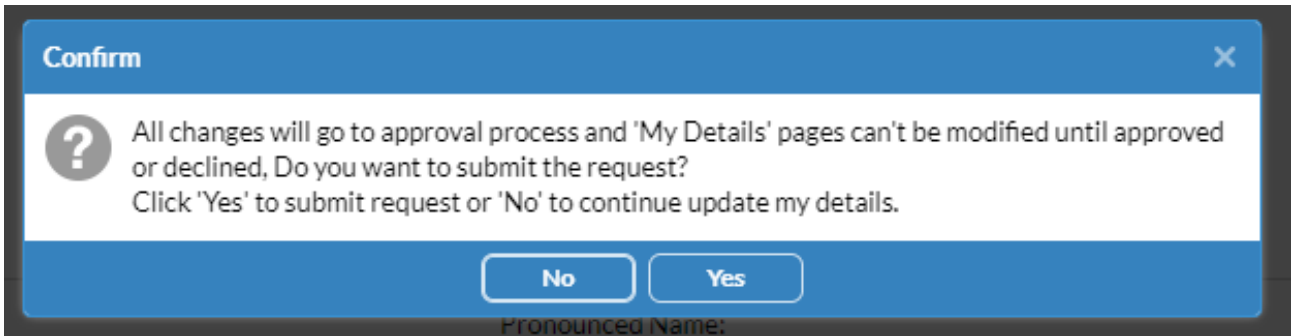 Confirm
All changes will go to approval process and 'My Details' pages can't be modified until approved
or declined, Do you want to submit the request?
Click 'Yes' to submit request or 'No' to continue update my details.
No
Yes
Pronounced Name: